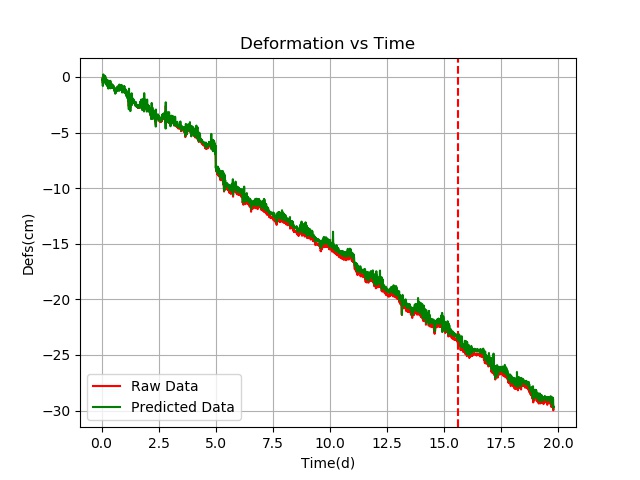 Deformation vs Time
Defs(cm)
0
−5
−10
−15
−20
−25
−30
Raw Data
Predicted Data
0.0 2.5 5.0 7.5 10.0 12.5 15.0 17.5 20.0
Time(d)